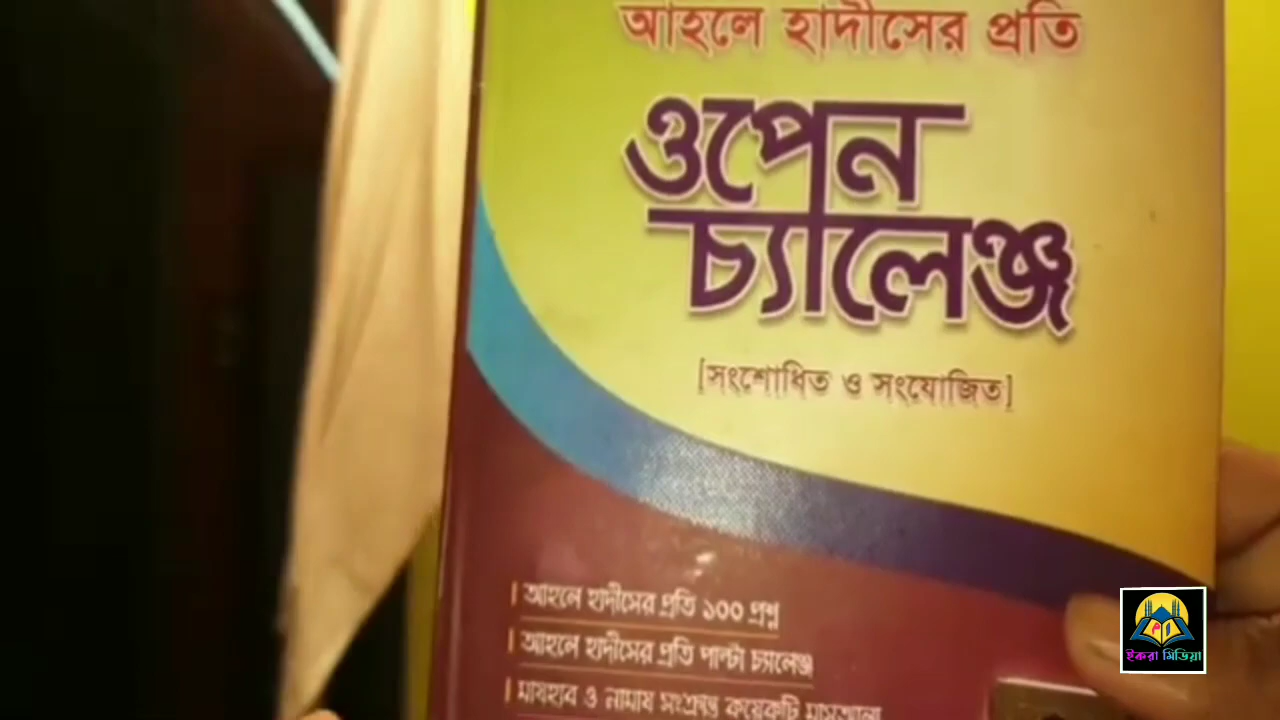 আহলে হাদীসের প্রতি
ওপেন
চ্যালেঞ্জ
[সংশোধিত ও সংযোজিত]
আহলে হাদীসের প্রতি ১০০ প্রশ্ন
আহলে হাদীসের প্রতি পাল্টা চ্যালেঞ্জ
মাযহাব ও নামায সংক্রান্ত কয়েকটি মাসআলা
ইকরা মিডিয়া